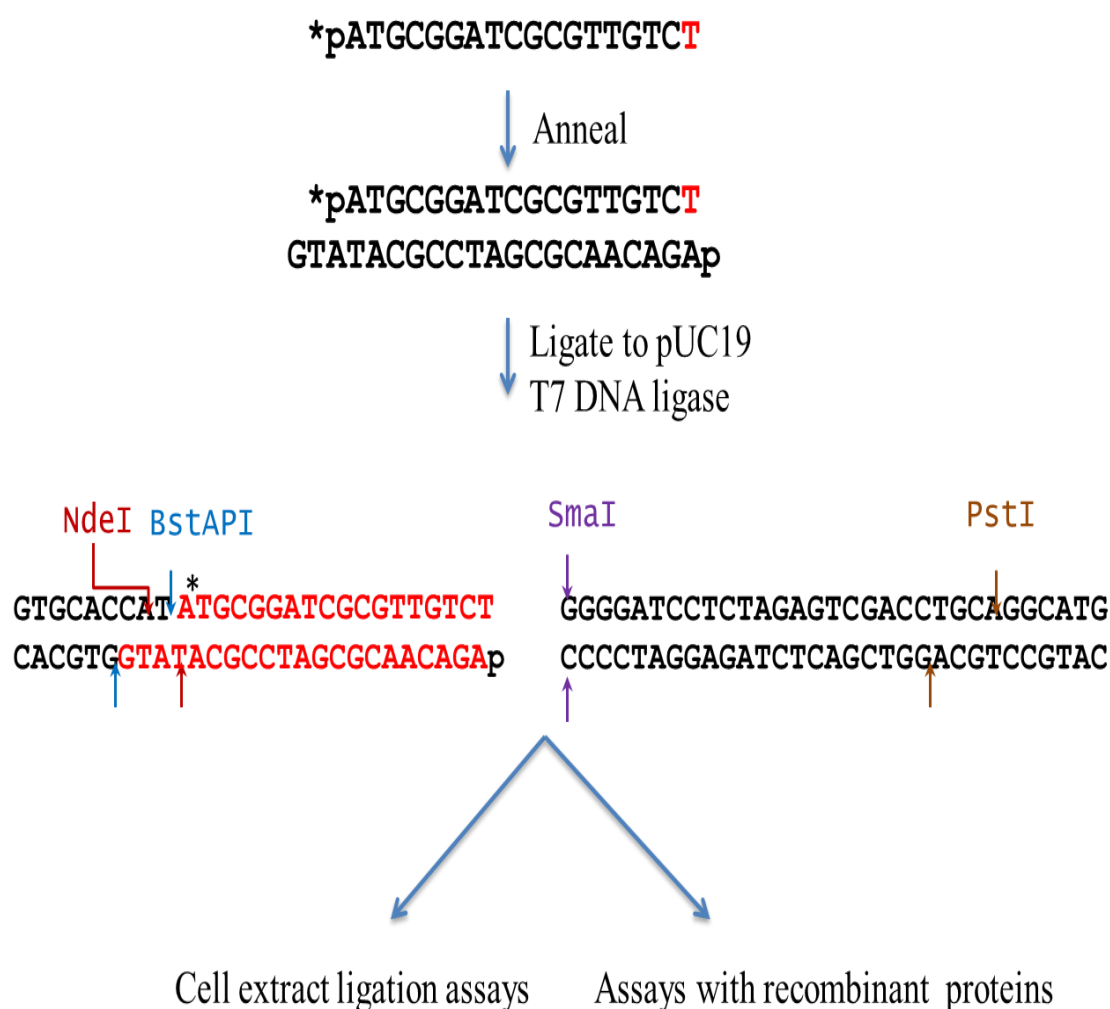 *pATGCGGATCGCGTTGTCT
Anneal
*pATGCGGATCGCGTTGTCT
GTATACGCCTAGCGCAACAGAp
Ligate to pUC19
T7 DNA ligase
NdeI BstAPI SmaI PstI
*
GTGCACCATATGCGGATCGCGTTGTCT GGGGATCCTCTAGAGTCGACCTGCAGGCATG
CACGTGGTATACGCCTAGCGCAACAGAp CCCCTAGGAGATCTCAGCTGGACGTCCGTAC
Cell extract ligation assays Assays with recombinant proteins